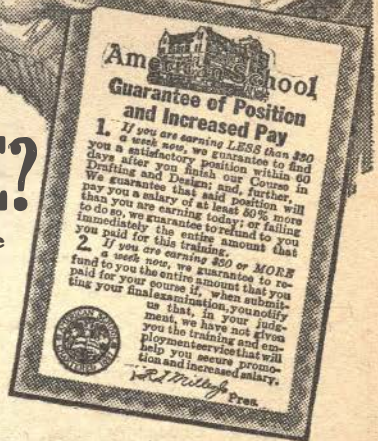 ?
e
American School
Guarantee of Position
and Increased Pay
1. If you are earning LESS than $30
a week now, we guarantee to find
you a satisfactory position within 60
days after you finish our Course in
Drafting and Design; and, further,
We guarantee that said position will
pay you a salary of at least 50% more
than you are earning today; or failing
to do so, we guarantee to refund to you
immediately the entire amount that
you paid for this training.
2. If you are earning $30 or MORE
a week now, we guarantee to re-
fund to you the entire amount that you
paid for your course if, when submit-
ting your final examination, you notify
us that, in your judg-
ment, we have not given
you the training and em-
ployment service that will
help you secure promo-
tion and increased salary.
Pres.